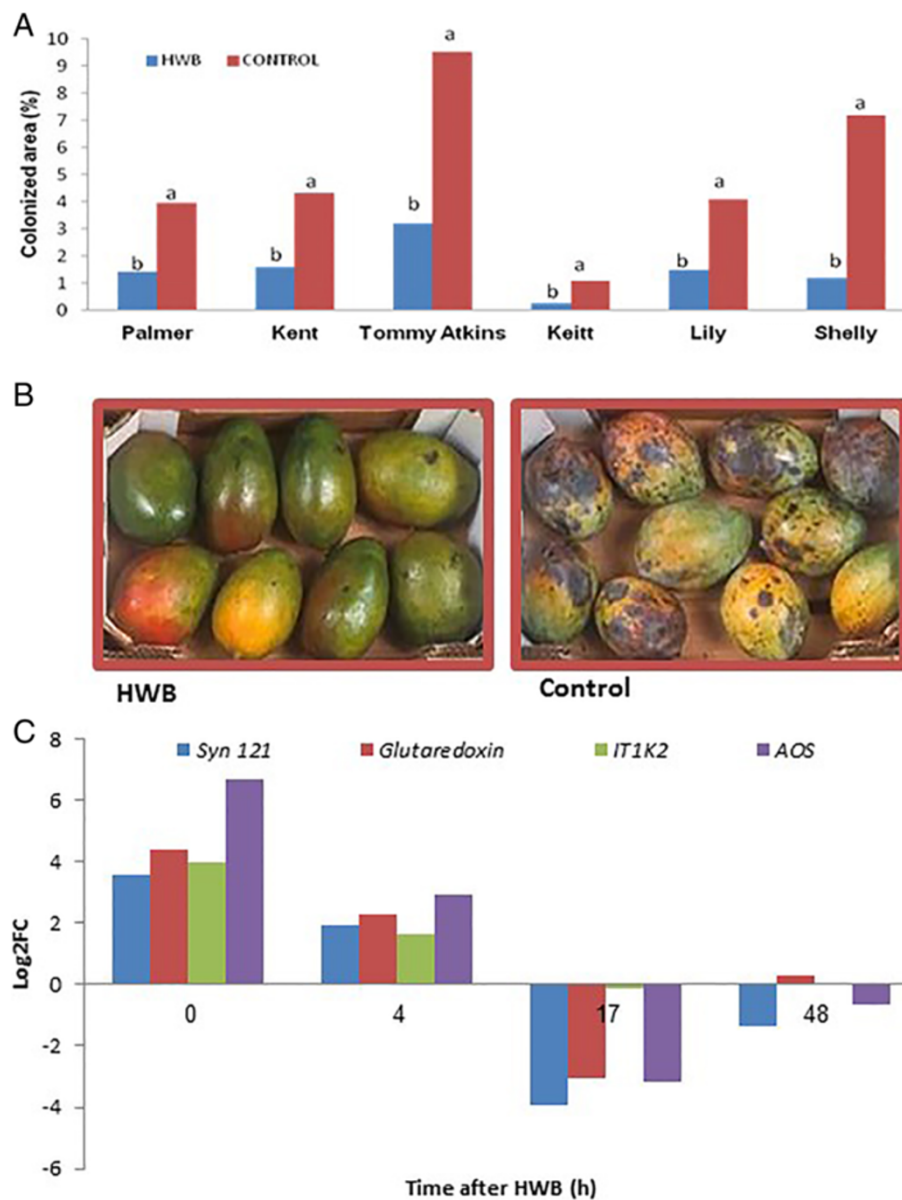 A
10
9
8
7
6
5
4
3
2
1
0
Colonized area (%)
HWB CONTROL
b a b a b a b a b a b a
Palmer Kent Tommy Atkins Keitt Lily Shelly
B
HWB Control
C
8
6
4
2
0
-2
-4
-6
Log2FC
Syn 121 Glutaredoxin IT1K2 AOS
0 4 17 48
Time after HWB (h)